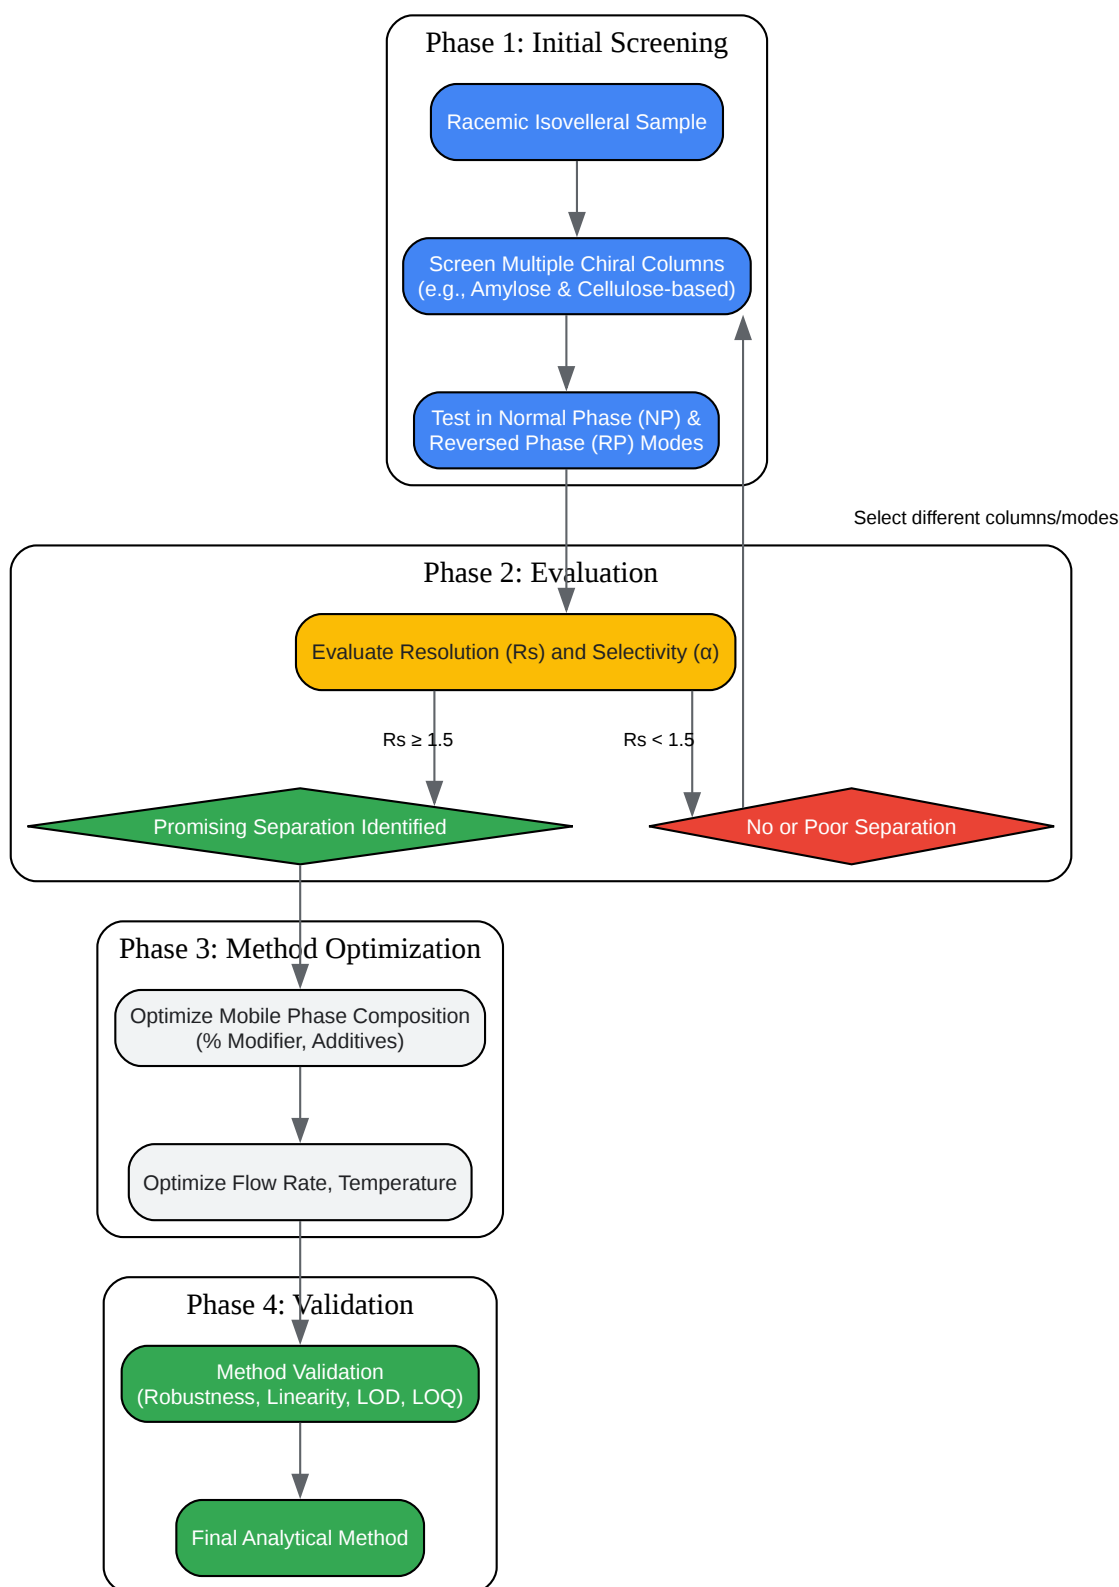 Phase 1: Initial Screening
Racemic Isovelleral Sample
Screen Multiple Chiral Columns
(e.g., Amylose & Cellulose-based)
Test in Normal Phase (NP) &
Reversed Phase (RP) Modes
Select different columns/modes
Phase 2: Evaluation
Evaluate Resolution (Rs) and Selectivity (α)
Rs ≥ 1.5
Rs < 1.5
Promising Separation Identified
No or Poor Separation
Phase 3: Method Optimization
Optimize Mobile Phase Composition
(% Modifier, Additives)
Optimize Flow Rate, Temperature
Phase 4: Validation
Method Validation
(Robustness, Linearity, LOD, LOQ)
Final Analytical Method